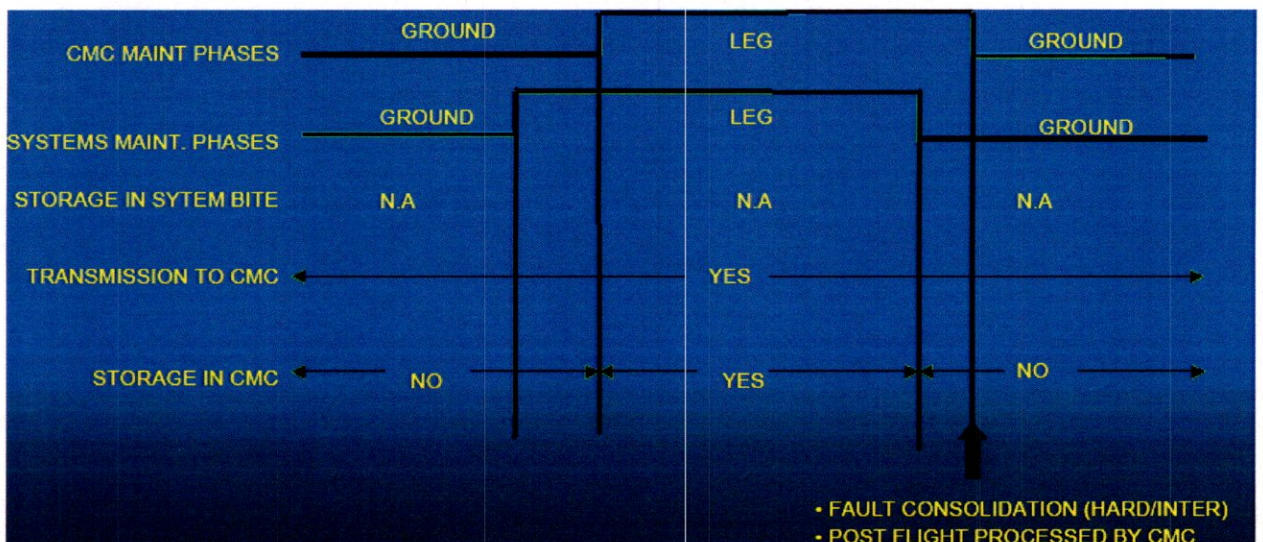 GROUND LEG GROUND
CMC MAINT PHASES
GROUND LEG GROUND
SYSTEMS MAINT. PHASES
STORAGE IN SYTEM BITE N.A N.A N.A
TRANSMISSION TO CMC YES
STORAGE IN CMC NO YES NO
• FAULT CONSOLIDATION (HARD/INTER)
• POST FLIGHT PROCESSED BY CMC